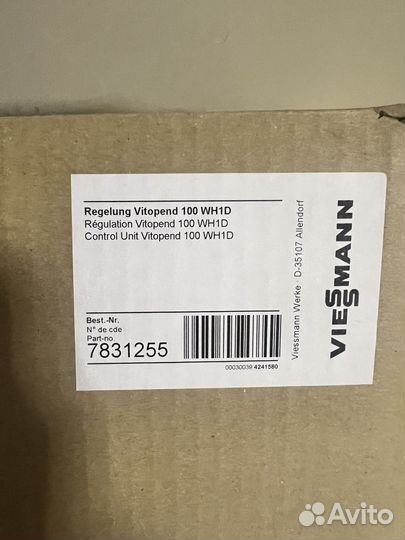 Regelung Vitopend 100 WH1D
Régulation Vitopend 100 WH1D
Control Unit Vitopend 100 WH1D
Best.-Nr.
N° de cde
Part-no.
7831255
00030039 4241580
Viessmann Werke · D-35107 Allendorf
VIESSMANN
Avito